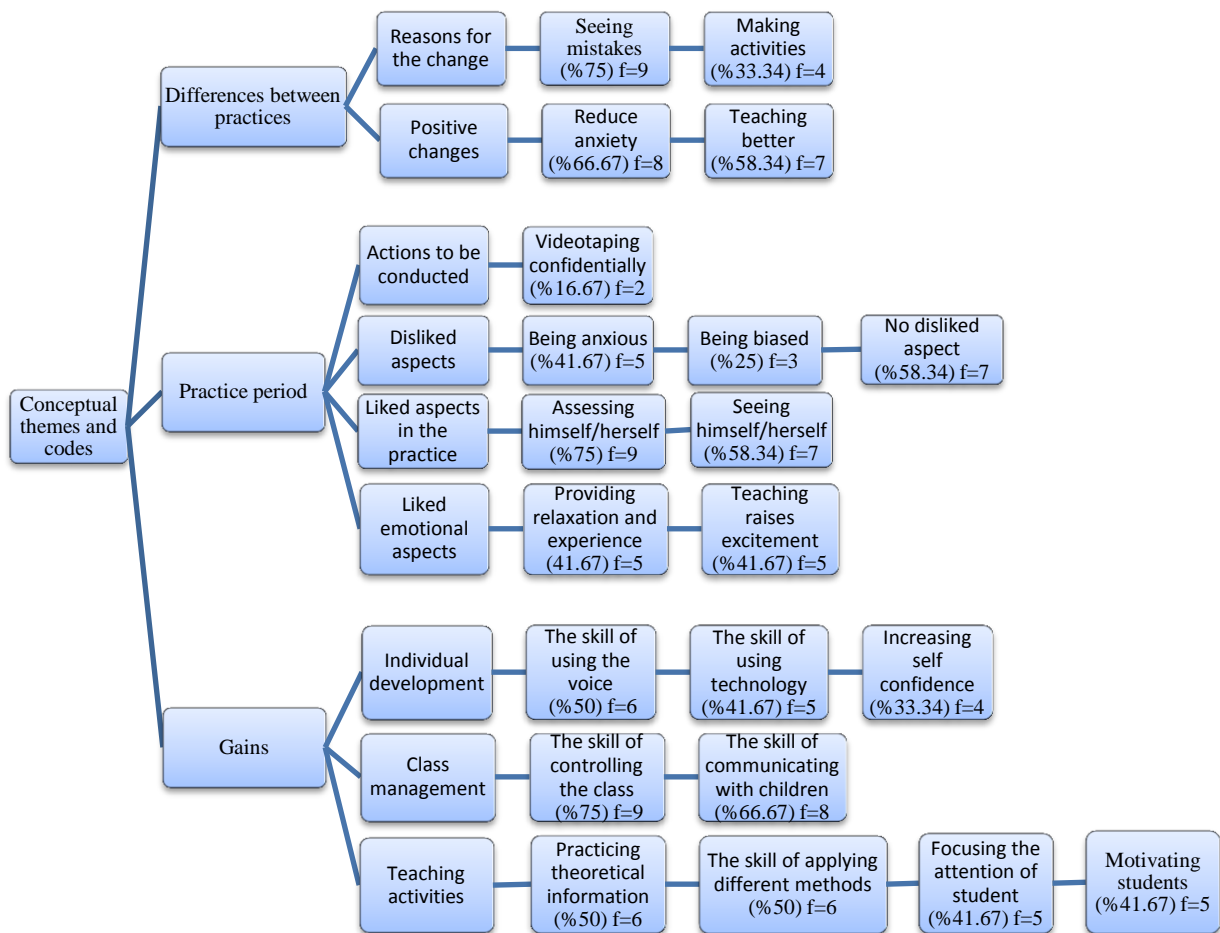 Conceptual
themes and
codes
Differences between
practices
Reasons for
the change
Seeing
mistakes
(%75) f=9
Making
activities
(%33.34) f=4
Positive
changes
Reduce
anxiety
(%66.67) f=8
Teaching
better
(%58.34) f=7
Practice period
Actions to be
conducted
Videotaping
confidentially
(%16.67) f=2
Disliked
aspects
Being anxious
(%41.67) f=5
Being biased
(%25) f=3
No disliked
aspect
(%58.34) f=7
Liked aspects
in the
practice
Assessing
himself/herself
(%75) f=9
Seeing
himself/herself
(%58.34) f=7
Liked
emotional
aspects
Providing
relaxation and
experience
(41.67) f=5
Teaching
raises
excitement
(%41.67) f=5
Gains
Individual
development
The skill of
using the
voice
(%50) f=6
The skill of
using
technology
(%41.67) f=5
Increasing
self
confidence
(%33.34) f=4
Class
management
The skill of
controlling
the class
(%75) f=9
The skill of
communicating
with children
(%66.67) f=8
Teaching
activities
Practicing
theoretical
information
(%50) f=6
The skill of applying
different methods
(%50) f=6
Focusing the
attention of
student
(%41.67) f=5
Motivating
students
(%41.67) f=5